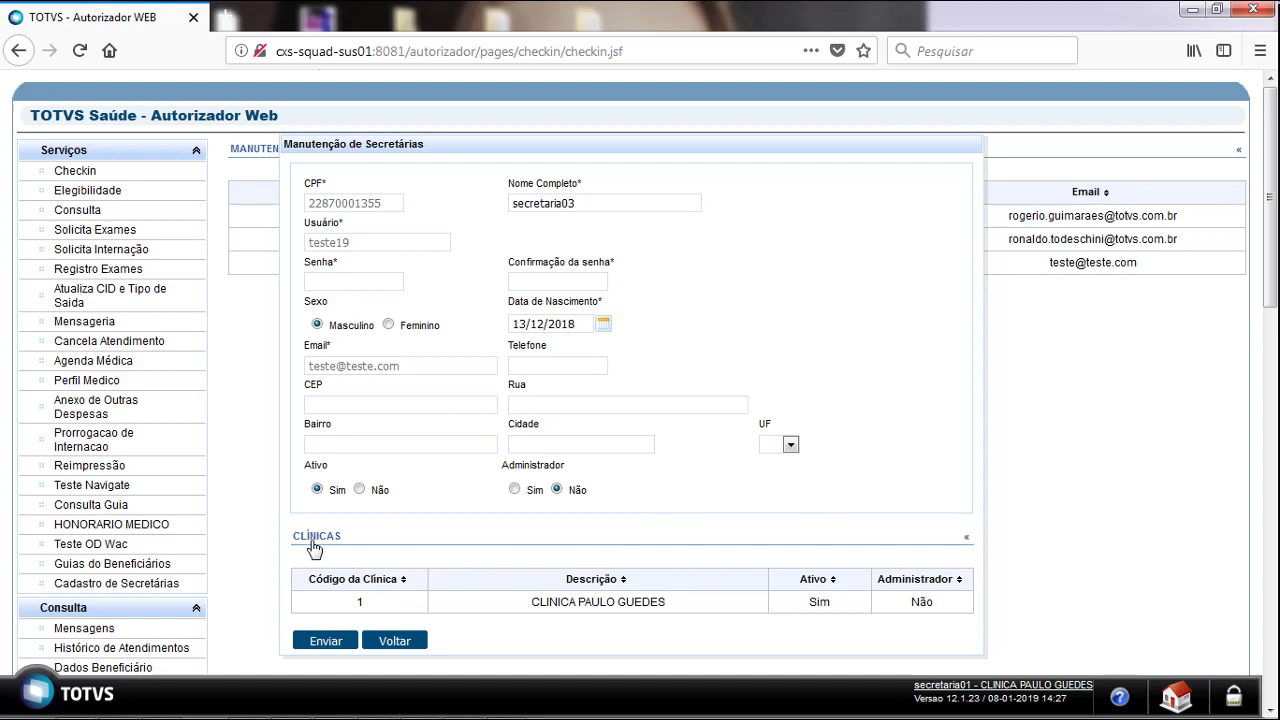 TOTVS - Autorizador WEB
cxs-squad-sus01:8081/autorizador/pages/checkin/checkin.jsf
Pesquisar
TOTVS Saúde - Autorizador Web
Serviços
Checkin
Elegibilidade
Consulta
Solicita Exames
Solicita Internação
Registro Exames
Atualiza CID e Tipo de
Saida
Mensageria
Cancela Atendimento
Agenda Médica
Perfil Medico
Anexo de Outras
Despesas
Prorrogacao de
Internacao
Reimpressão
Teste Navigate
Consulta Guia
HONORARIO MEDICO
Teste OD Wac
Guias do Beneficiários
Cadastro de Secretárias
Consulta
Mensagens
Histórico de Atendimentos
Dados Beneficiário
MANUTEN
Manutenção de Secretárias
CPF* Nome Completo*
22870001355 secretaria03
Usuário*
teste19
Senha* Confirmação da senha*
Sexo Data de Nascimento*
Masculino Feminino 13/12/2018
Email* Telefone
teste@teste.com
CEP Rua
Bairro Cidade UF
Ativo Administrador
Sim Não Sim Não
CLÍNICAS «
Código da Clínica Descrição Ativo Administrador
1 CLINICA PAULO GUEDES Sim Não
Enviar Voltar
«
Email
rogerio.guimaraes@totvs.com.br
ronaldo.todeschini@totvs.com.br
teste@teste.com
TOTVS
secretaria01 - CLINICA PAULO GUEDES
Versao 12.1.23 / 08-01-2019 14:27